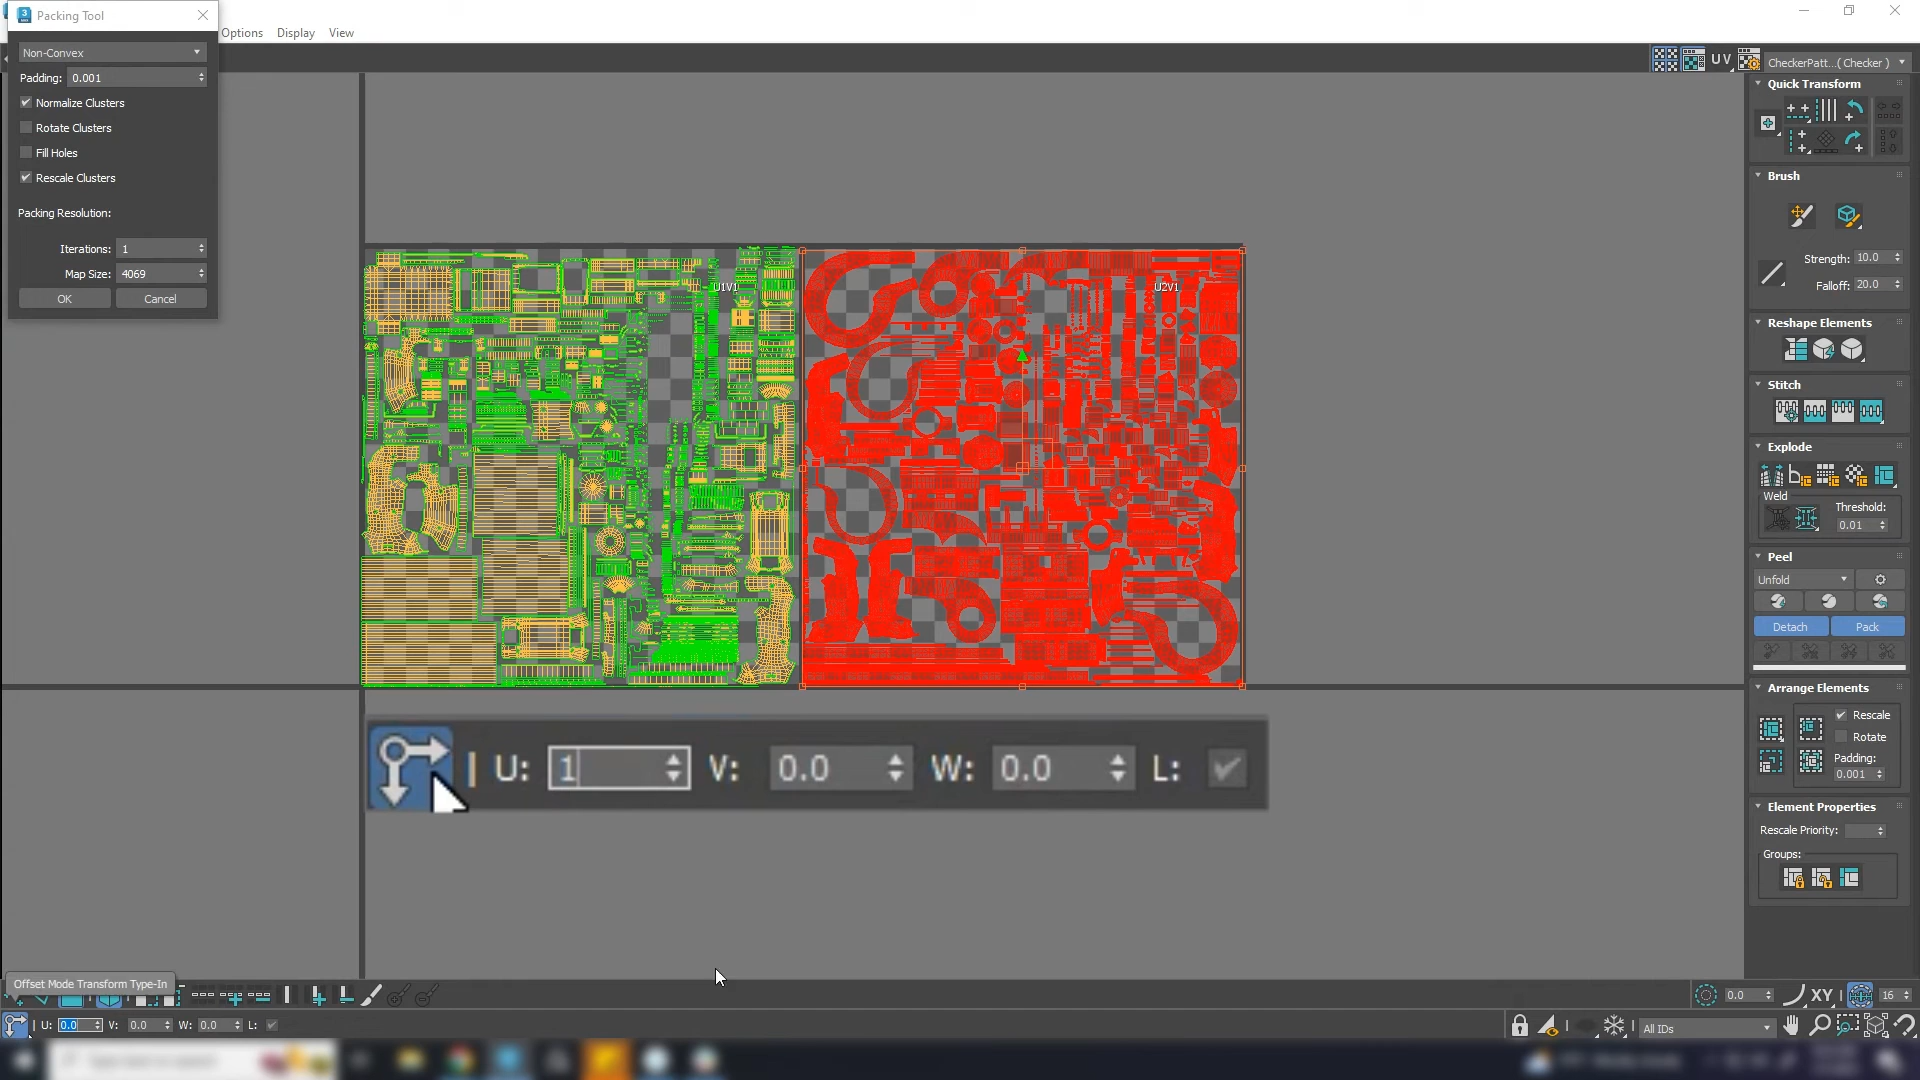 Packing Tool
Options Display View
Non-Convex
Padding: 0.001
Normalize Clusters
Rotate Clusters
Fill Holes
Rescale Clusters
Packing Resolution:
Iterations: 1
Map Size: 4069
OK Cancel
UV CheckerPatt...( Checker )
Quick Transform
Brush
Strength: 10.0
Falloff: 20.0
Reshape Elements
Stitch
Explode
Weld
Threshold:
0.01
Peel
Unfold
Detach Pack
Arrange Elements
Rescale
Rotate
Padding:
0.001
Element Properties
Rescale Priority:
Groups:
U1V1 U2V1
U: 1 V: 0.0 W: 0.0 L:
Offset Mode Transform Type-In
0.0 XY 16
U: 0.0 V: 0.0 W: 0.0 L:
All IDs